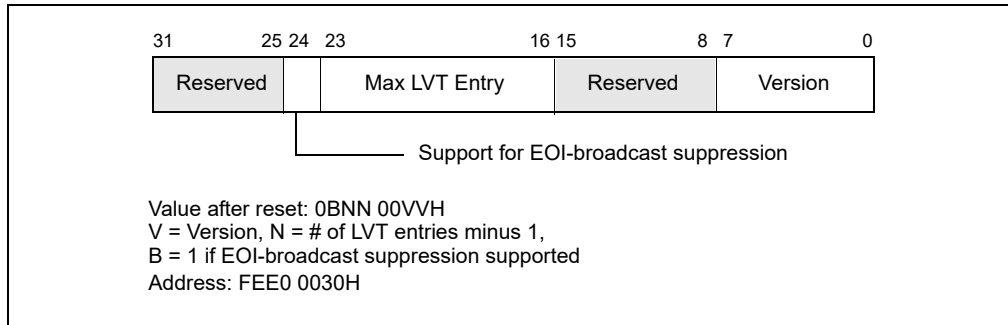 31 25 24 23 16 15 8 7 0
Reserved Max LVT Entry Reserved Version
Support for EOI-broadcast suppression
Value after reset: 0BNN 00VVH
V = Version, N = # of LVT entries minus 1,
B = 1 if EOI-broadcast suppression supported
Address: FEE0 0030H